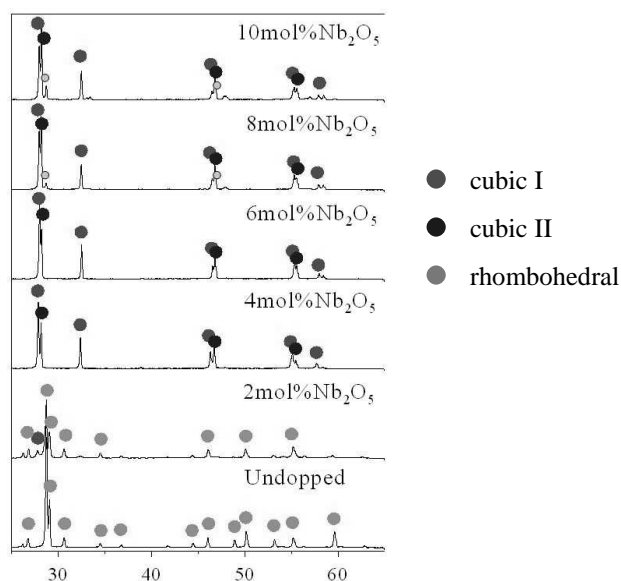 10mol%Nb₂O₅
8mol%Nb₂O₅
6mol%Nb₂O₅
4mol%Nb₂O₅
2mol%Nb₂O₅
Undopped
30 40 50 60
cubic I
cubic II
rhombohedral